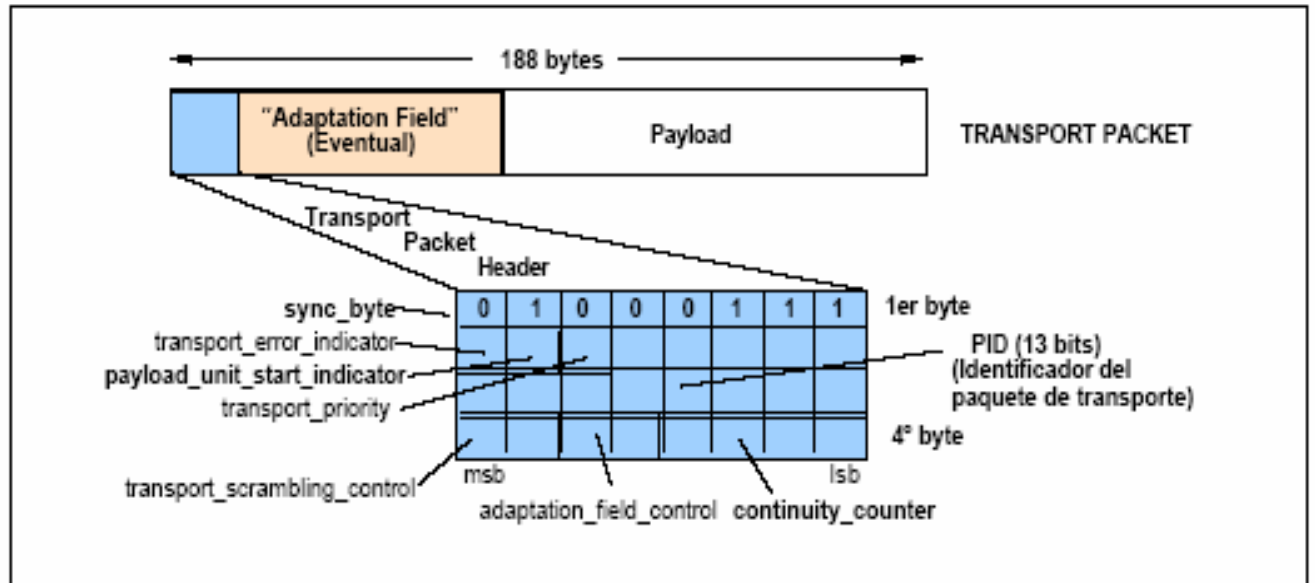 188 bytes
"Adaptation Field"
(Eventual)
Payload
TRANSPORT PACKET
Transport
Packet
Header
sync_byte
0 1 0 0 0 1 1 1
1er byte
transport_error_indicator
payload_unit_start_indicator
transport_priority
PID (13 bits)
(Identificador del
paquete de transporte)
4° byte
msb
lsb
transport_scrambling_control
adaptation_field_control
continuity_counter